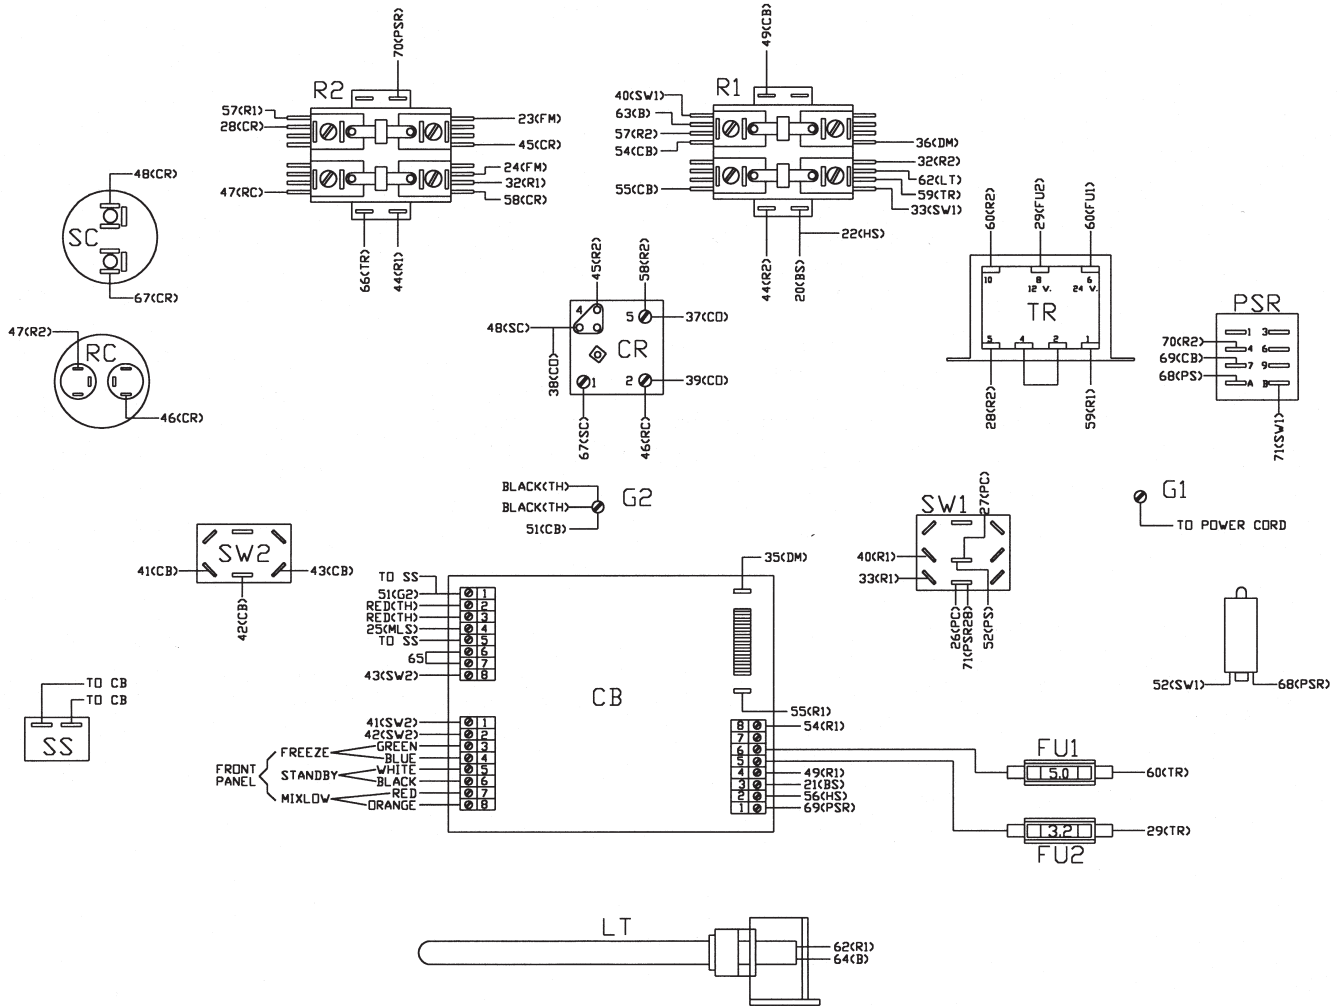 70(PSR)
49(CB)
R2
57(R1)
28(CR)
23(FM)
45(CR)
24(FM)
32(R1)
58(CR)
47(RC)
66(TR)
44(R1)
R1
40(SW1)
63(B)
57(R2)
54(CB)
55(CB)
36(DM)
32(R2)
62(LT)
59(TR)
33(SW1)
22(HS)
44(R2)
20(BS)
48(CR)
SC
67(CR)
47(R2)
RC
46(CR)
45(R2)
58(R2)
48(SC)
38(CO)
4
5
37(CO)
CR
1
2
39(CO)
67(SC)
46(RC)
60(R2)
29(FU2)
60(FU1)
10
8
6
12 V.
24 V.
TR
5
4
2
1
28(R2)
59(R1)
PSR
1 3
70(R2)
4 6
69(CB)
7 9
68(PS)
A B
71(SW1)
BLACK(TH)
BLACK(TH)
51(CB)
G2
SW1
27(PC)
40(R1)
33(R1)
26(PC)
71(PSR2B)
52(PS)
G1
TO POWER CORD
SW2
41(CB)
43(CB)
42(CB)
TO SS
51(G2) 1
RED(TH) 2
RED(TH) 3
25(MLS) 4
TO SS 5
65
6
7
43(SW2) 8
35(DM)
CB
55(R1)
41(SW2) 1
42(SW2) 2
FRONT
PANEL
FREEZE
GREEN 3
BLUE 4
STANDBY
WHITE 5
BLACK 6
MIXLOW
RED 7
ORANGE 8
8 54(R1)
7
6
5
4 49(R1)
3 21(BS)
2 56(HS)
1 69(PSR)
TO CB
TO CB
SS
52(SW1)
68(PSR)
FU1
5.0
60(TR)
3.2
29(TR)
FU2
LT
62(R1)
64(B)